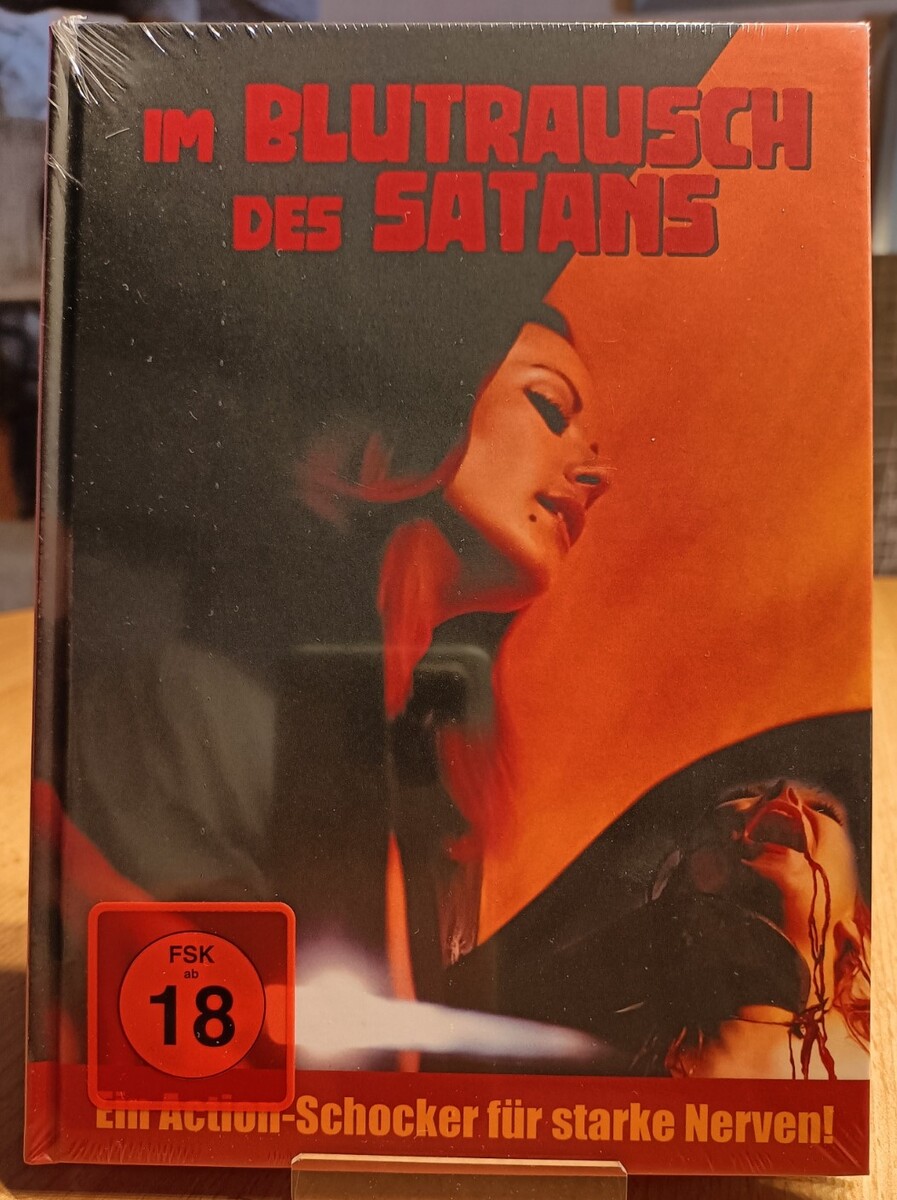 IM BLUTRAUSCH
DES SATANS
FSK
ab
18
Ein Action-Schocker für starke Nerven!